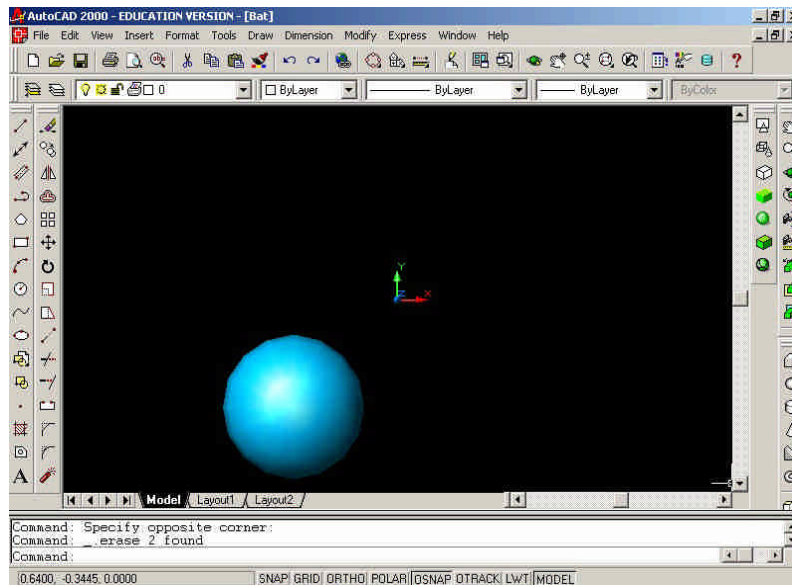 AutoCAD 2000 - EDUCATION VERSION - [Bat]
File Edit View Insert Format Tools Draw Dimension Modify Express Window Help
0 ByLayer ByLayer ByLayer ByColor
Y
Z X
Model Layout1 Layout2
Command: Specify opposite corner:
Command: _.erase 2 found
Command:
0.6400, -0.3445, 0.0000 SNAP GRID ORTHO POLAR OSNAP OTRACK LWT MODEL